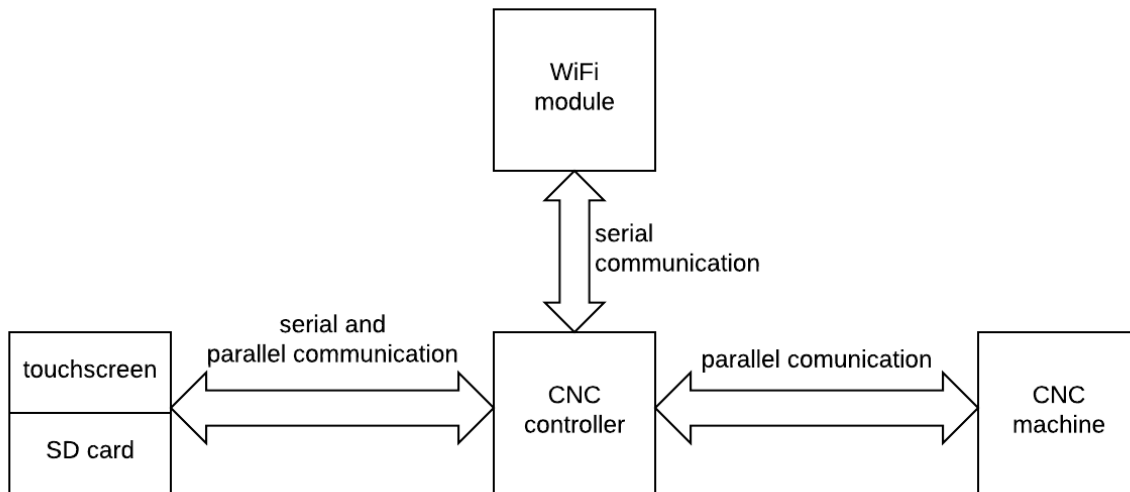 WiFi
module
serial
communication
serial and
parallel communication
parallel comunication
touchscreen
SD card
CNC
controller
CNC
machine